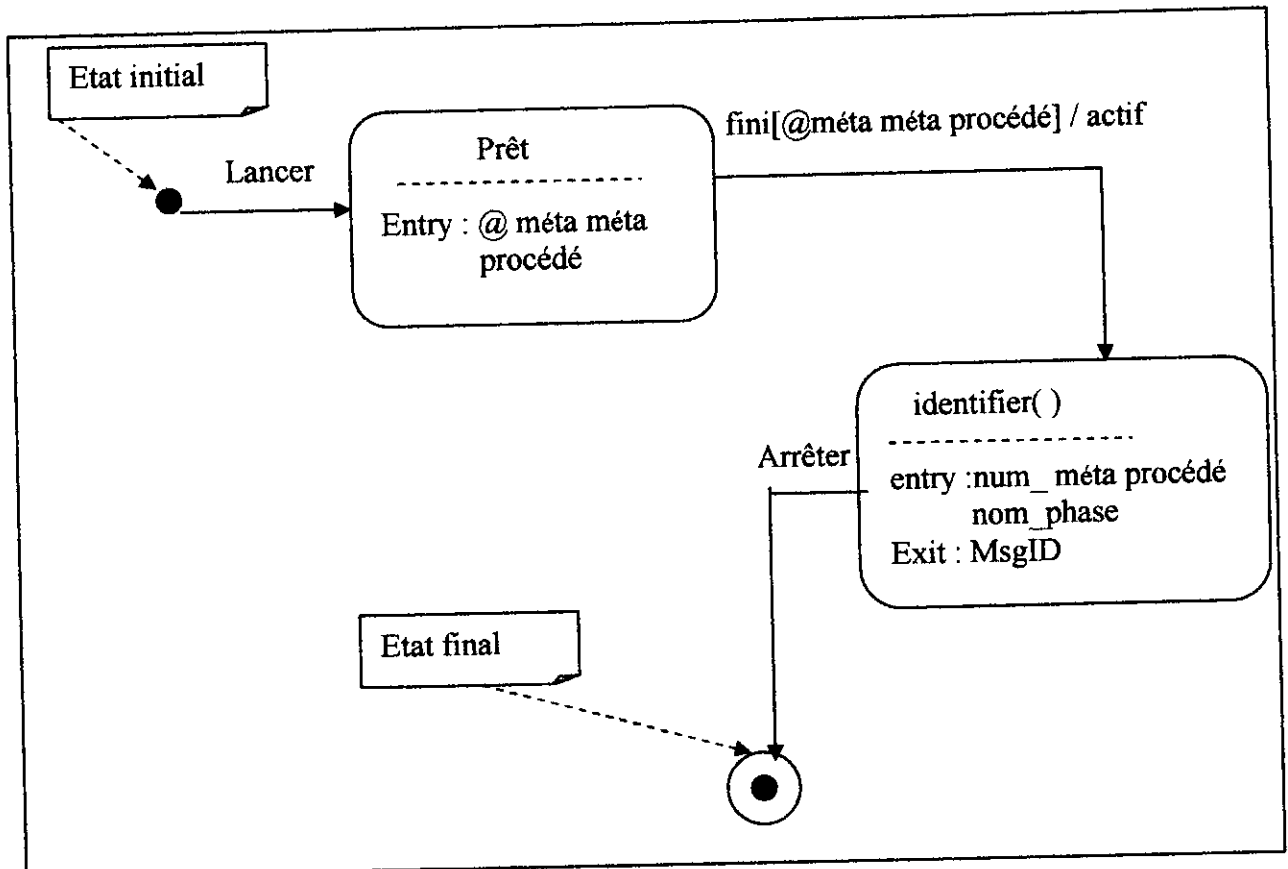 Etat initial
Lancer
Prêt
Entry : @ méta méta
procédé
fini[@méta méta procédé] / actif
identifier( )
entry :num_ méta procédé
nom_phase
Exit : MsgID
Arrêter
Etat final